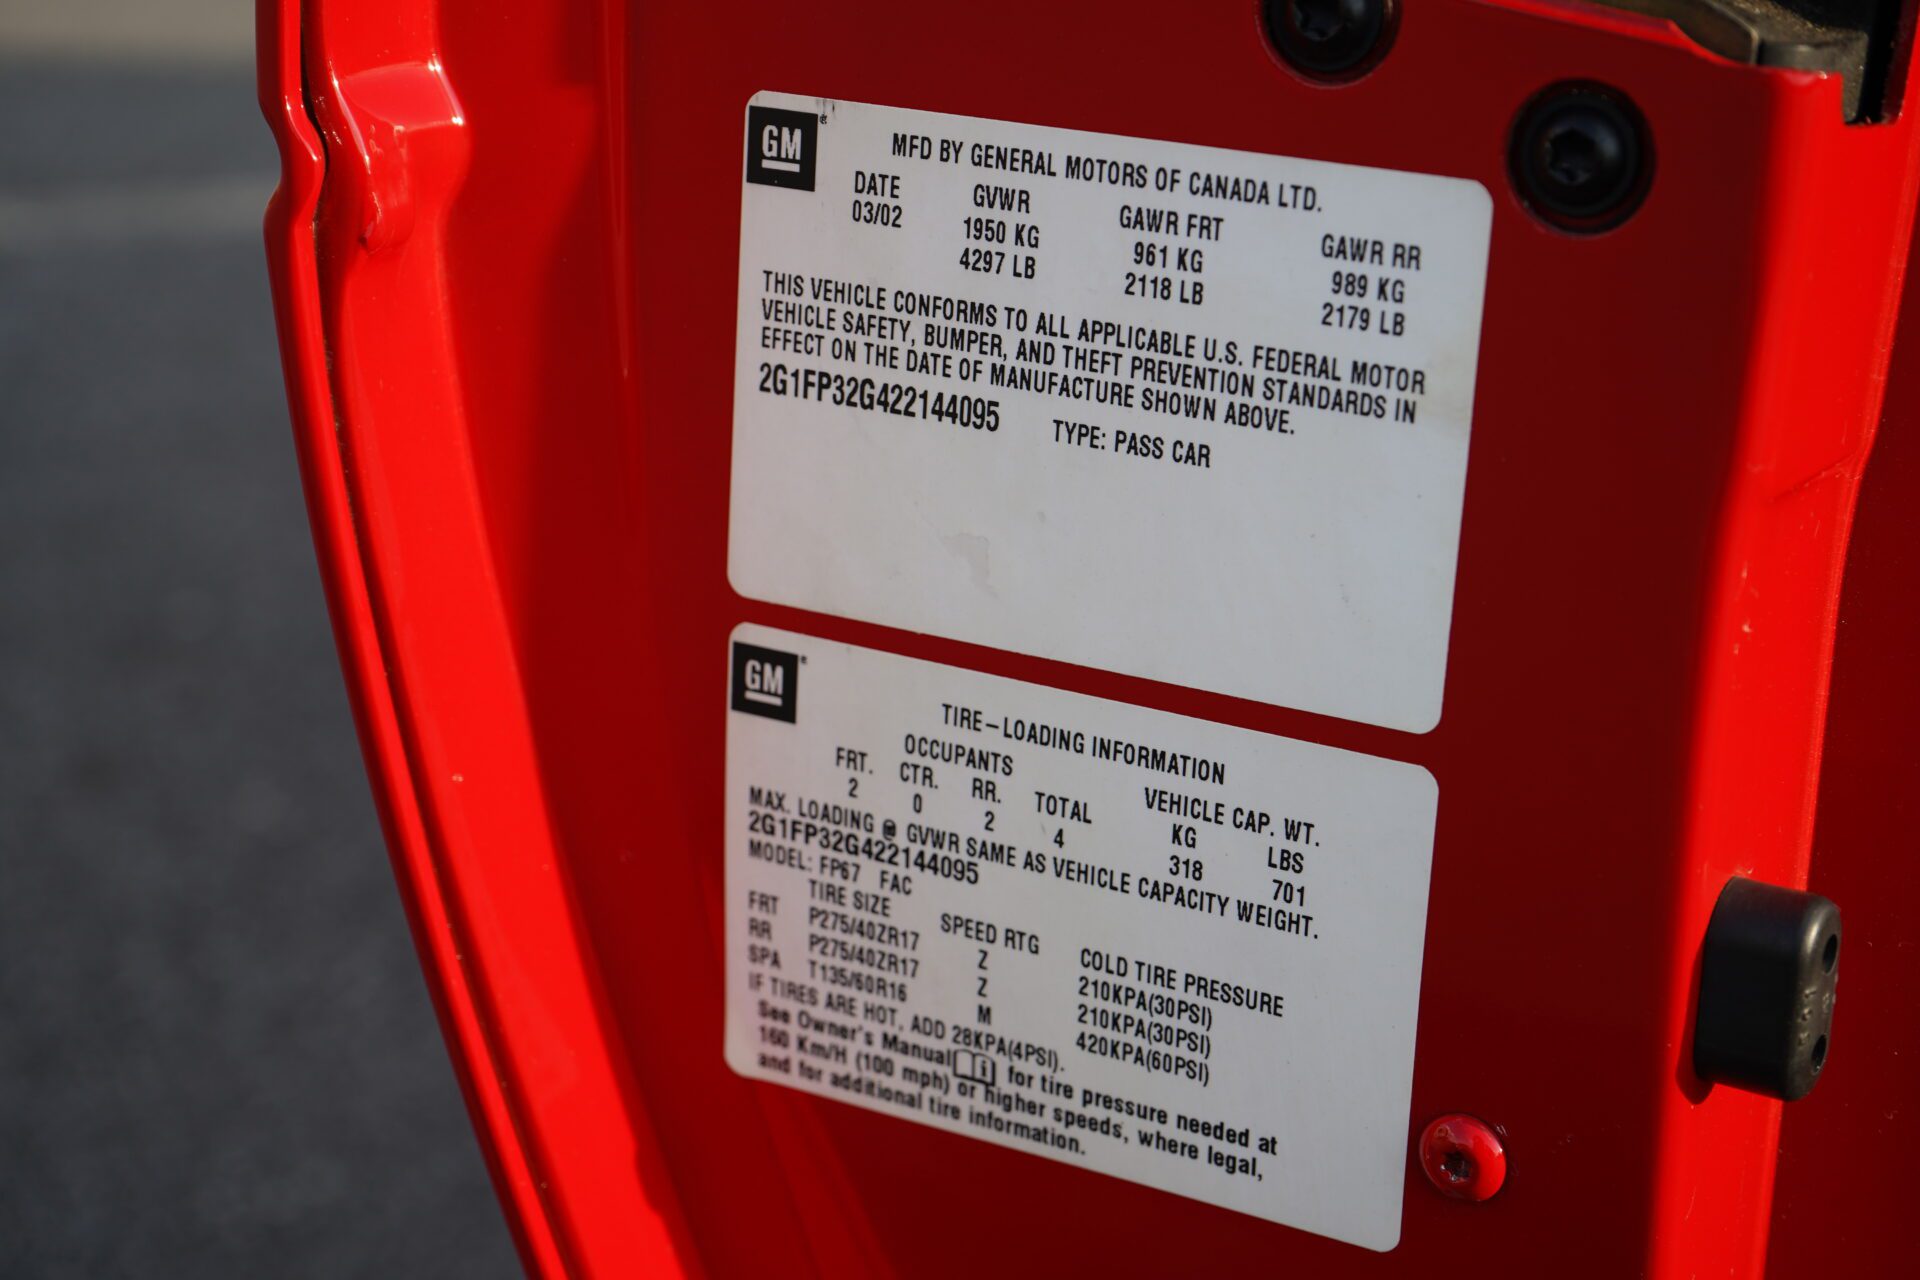 GM
MFD BY GENERAL MOTORS OF CANADA LTD.
DATE GVWR GAWR FRT GAWR RR
03/02 1950 KG 961 KG 989 KG
4297 LB 2118 LB 2179 LB
THIS VEHICLE CONFORMS TO ALL APPLICABLE U.S. FEDERAL MOTOR
VEHICLE SAFETY, BUMPER, AND THEFT PREVENTION STANDARDS IN
EFFECT ON THE DATE OF MANUFACTURE SHOWN ABOVE.
2G1FP32G422144095 TYPE: PASS CAR
GM
TIRE-LOADING INFORMATION
OCCUPANTS VEHICLE CAP. WT.
FRT. CTR. RR. TOTAL KG LBS
2 0 2 4 318 701
MAX. LOADING @ GVWR SAME AS VEHICLE CAPACITY WEIGHT.
2G1FP32G422144095
MODEL: FP67 FAC
TIRE SIZE SPEED RTG COLD TIRE PRESSURE
FRT P275/40ZR17 Z 210KPA(30PSI)
RR P275/40ZR17 Z 210KPA(30PSI)
SPA T135/60R16 M 420KPA(60PSI)
IF TIRES ARE HOT, ADD 28KPA(4PSI).
See Owner's Manual for tire pressure needed at
160 Km/H (100 mph) or higher speeds, where legal,
and for additional tire information.